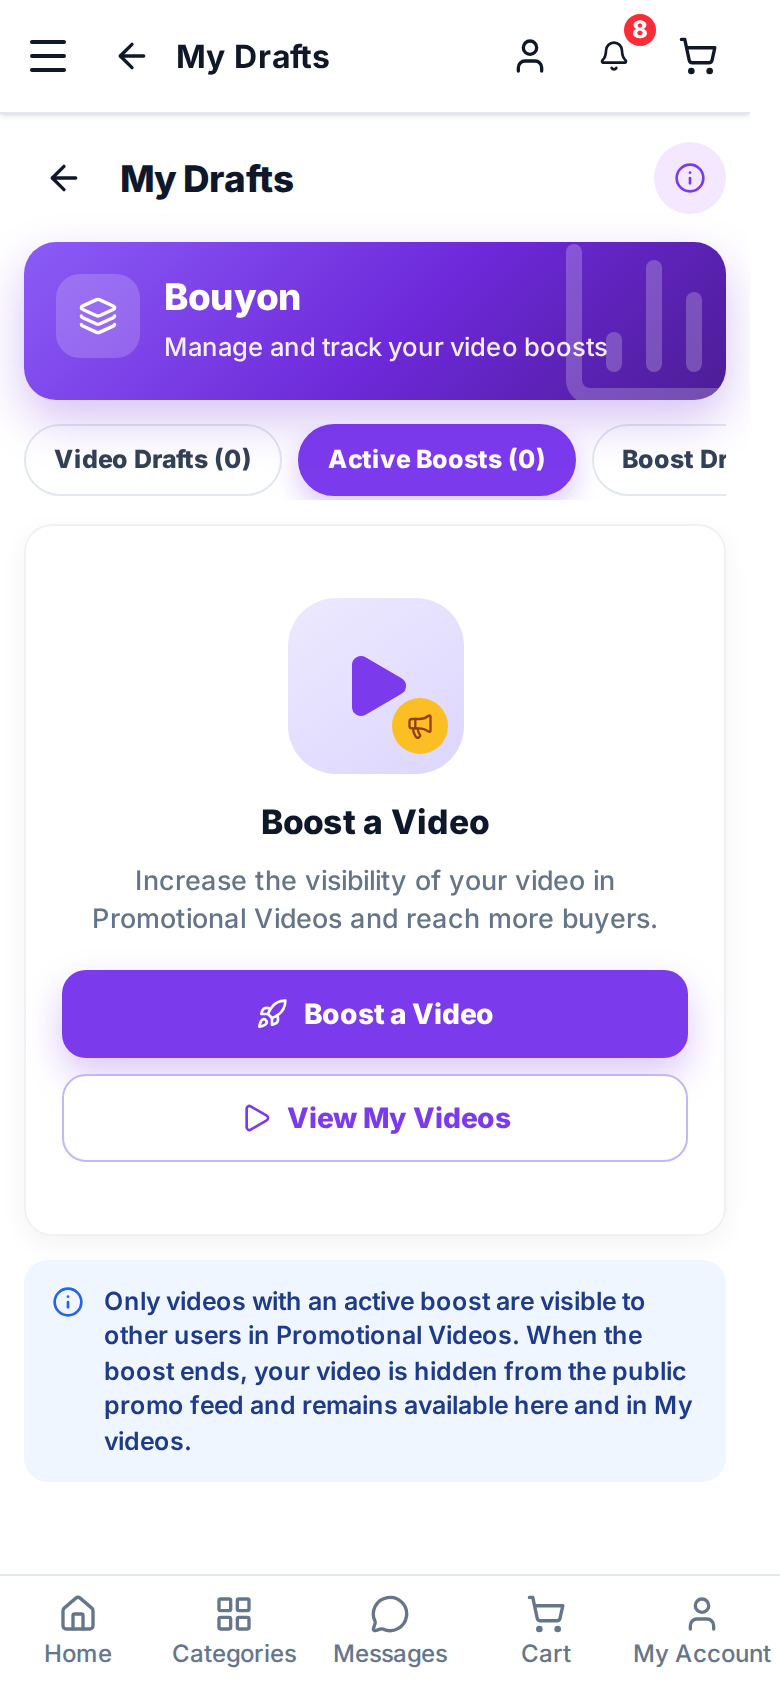 My Drafts
8
My Drafts
Bouyon
Manage and track your video boosts
Video Drafts (0)
Active Boosts (0)
Boost Dr
Boost a Video
Increase the visibility of your video in
Promotional Videos and reach more buyers.
Boost a Video
View My Videos
Only videos with an active boost are visible to
other users in Promotional Videos. When the
boost ends, your video is hidden from the public
promo feed and remains available here and in My
videos.
Home
Categories
Messages
Cart
My Account